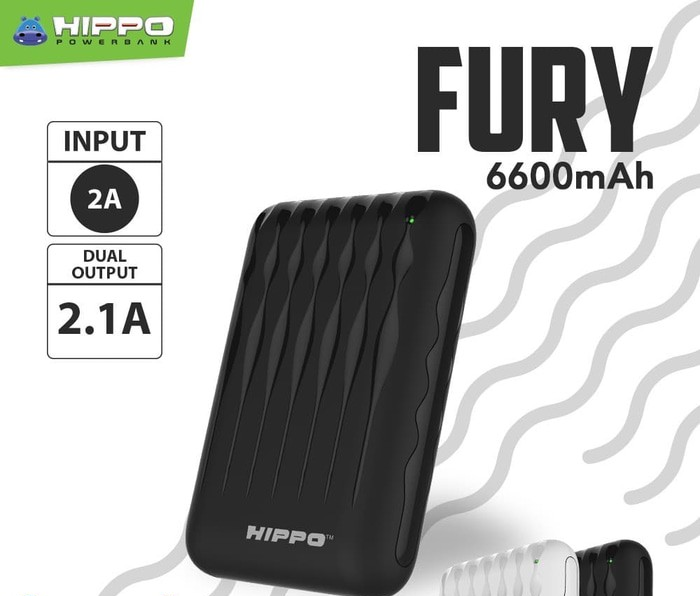 HIPPO
POWERBANK
FURY
6600mAh
INPUT
2A
DUAL
OUTPUT
2.1A
HIPPO™